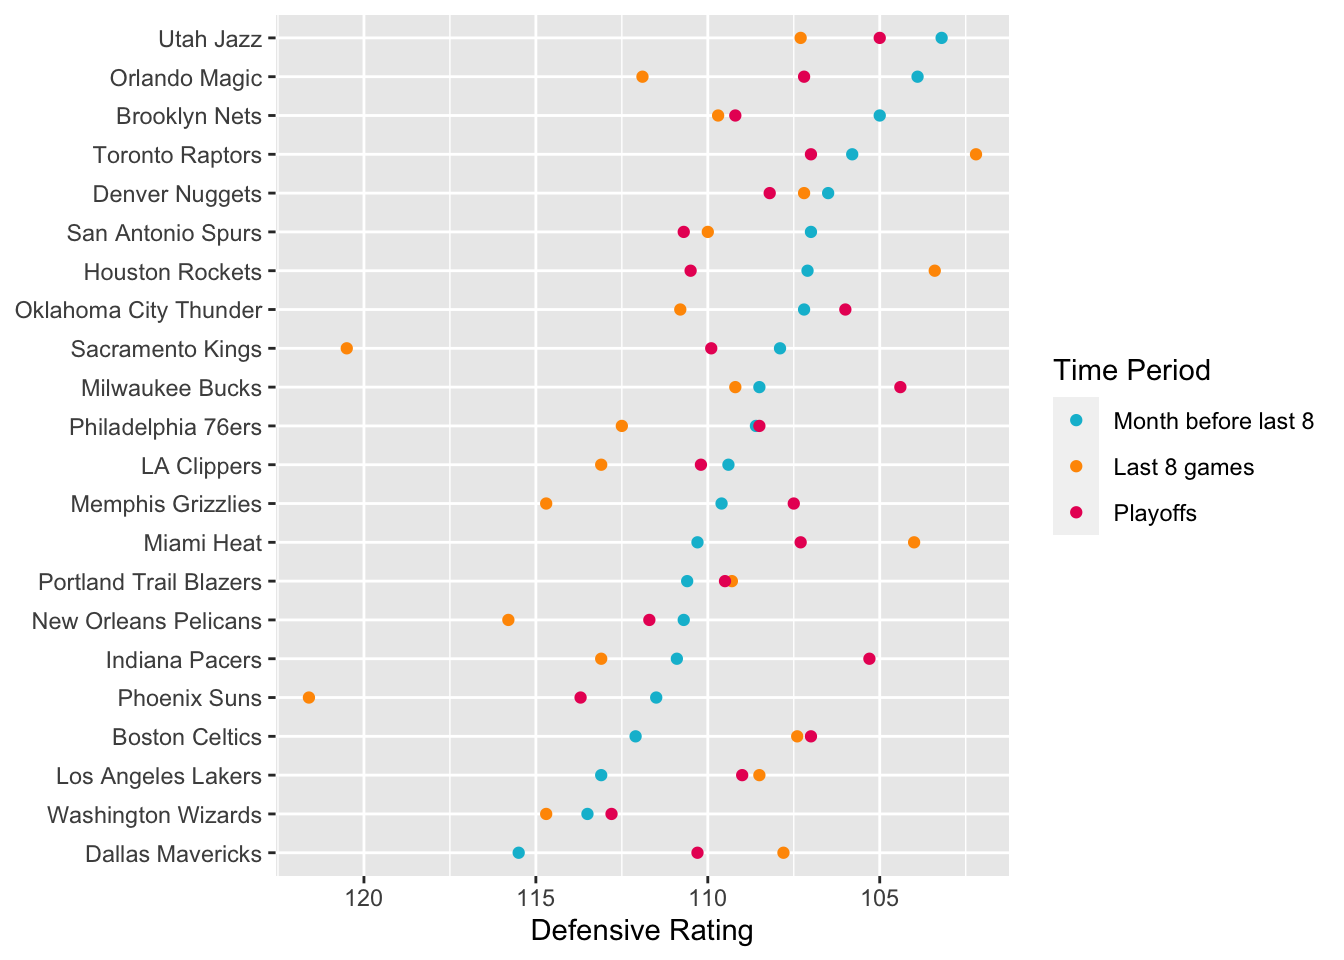 Utah Jazz
Orlando Magic
Brooklyn Nets
Toronto Raptors
Denver Nuggets
San Antonio Spurs
Houston Rockets
Oklahoma City Thunder
Sacramento Kings
Milwaukee Bucks
Philadelphia 76ers
LA Clippers
Memphis Grizzlies
Miami Heat
Portland Trail Blazers
New Orleans Pelicans
Indiana Pacers
Phoenix Suns
Boston Celtics
Los Angeles Lakers
Washington Wizards
Dallas Mavericks
120 115 110 105
Defensive Rating
Time Period
Month before last 8
Last 8 games
Playoffs